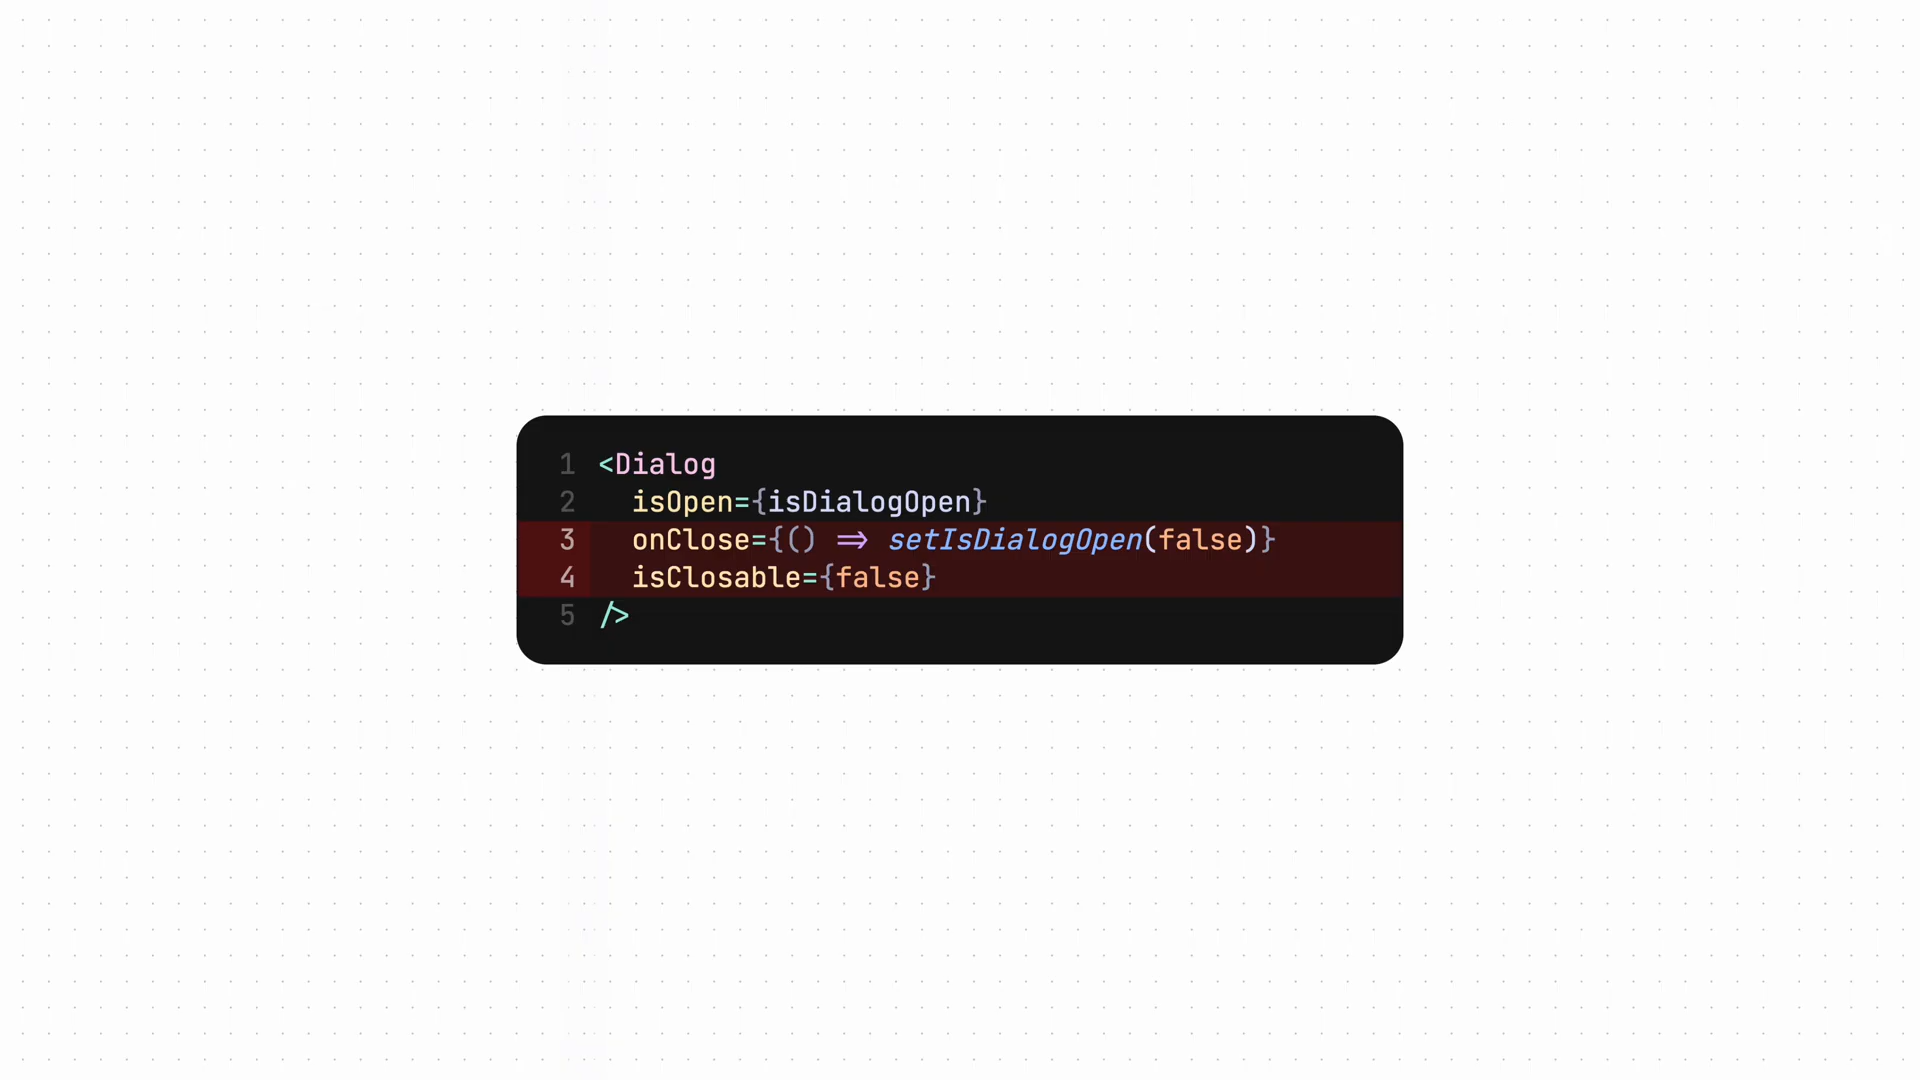 1 <Dialog
2   isOpen={isDialogOpen}
3   onClose={() => setIsDialogOpen(false)}
4   isClosable={false}
5 />